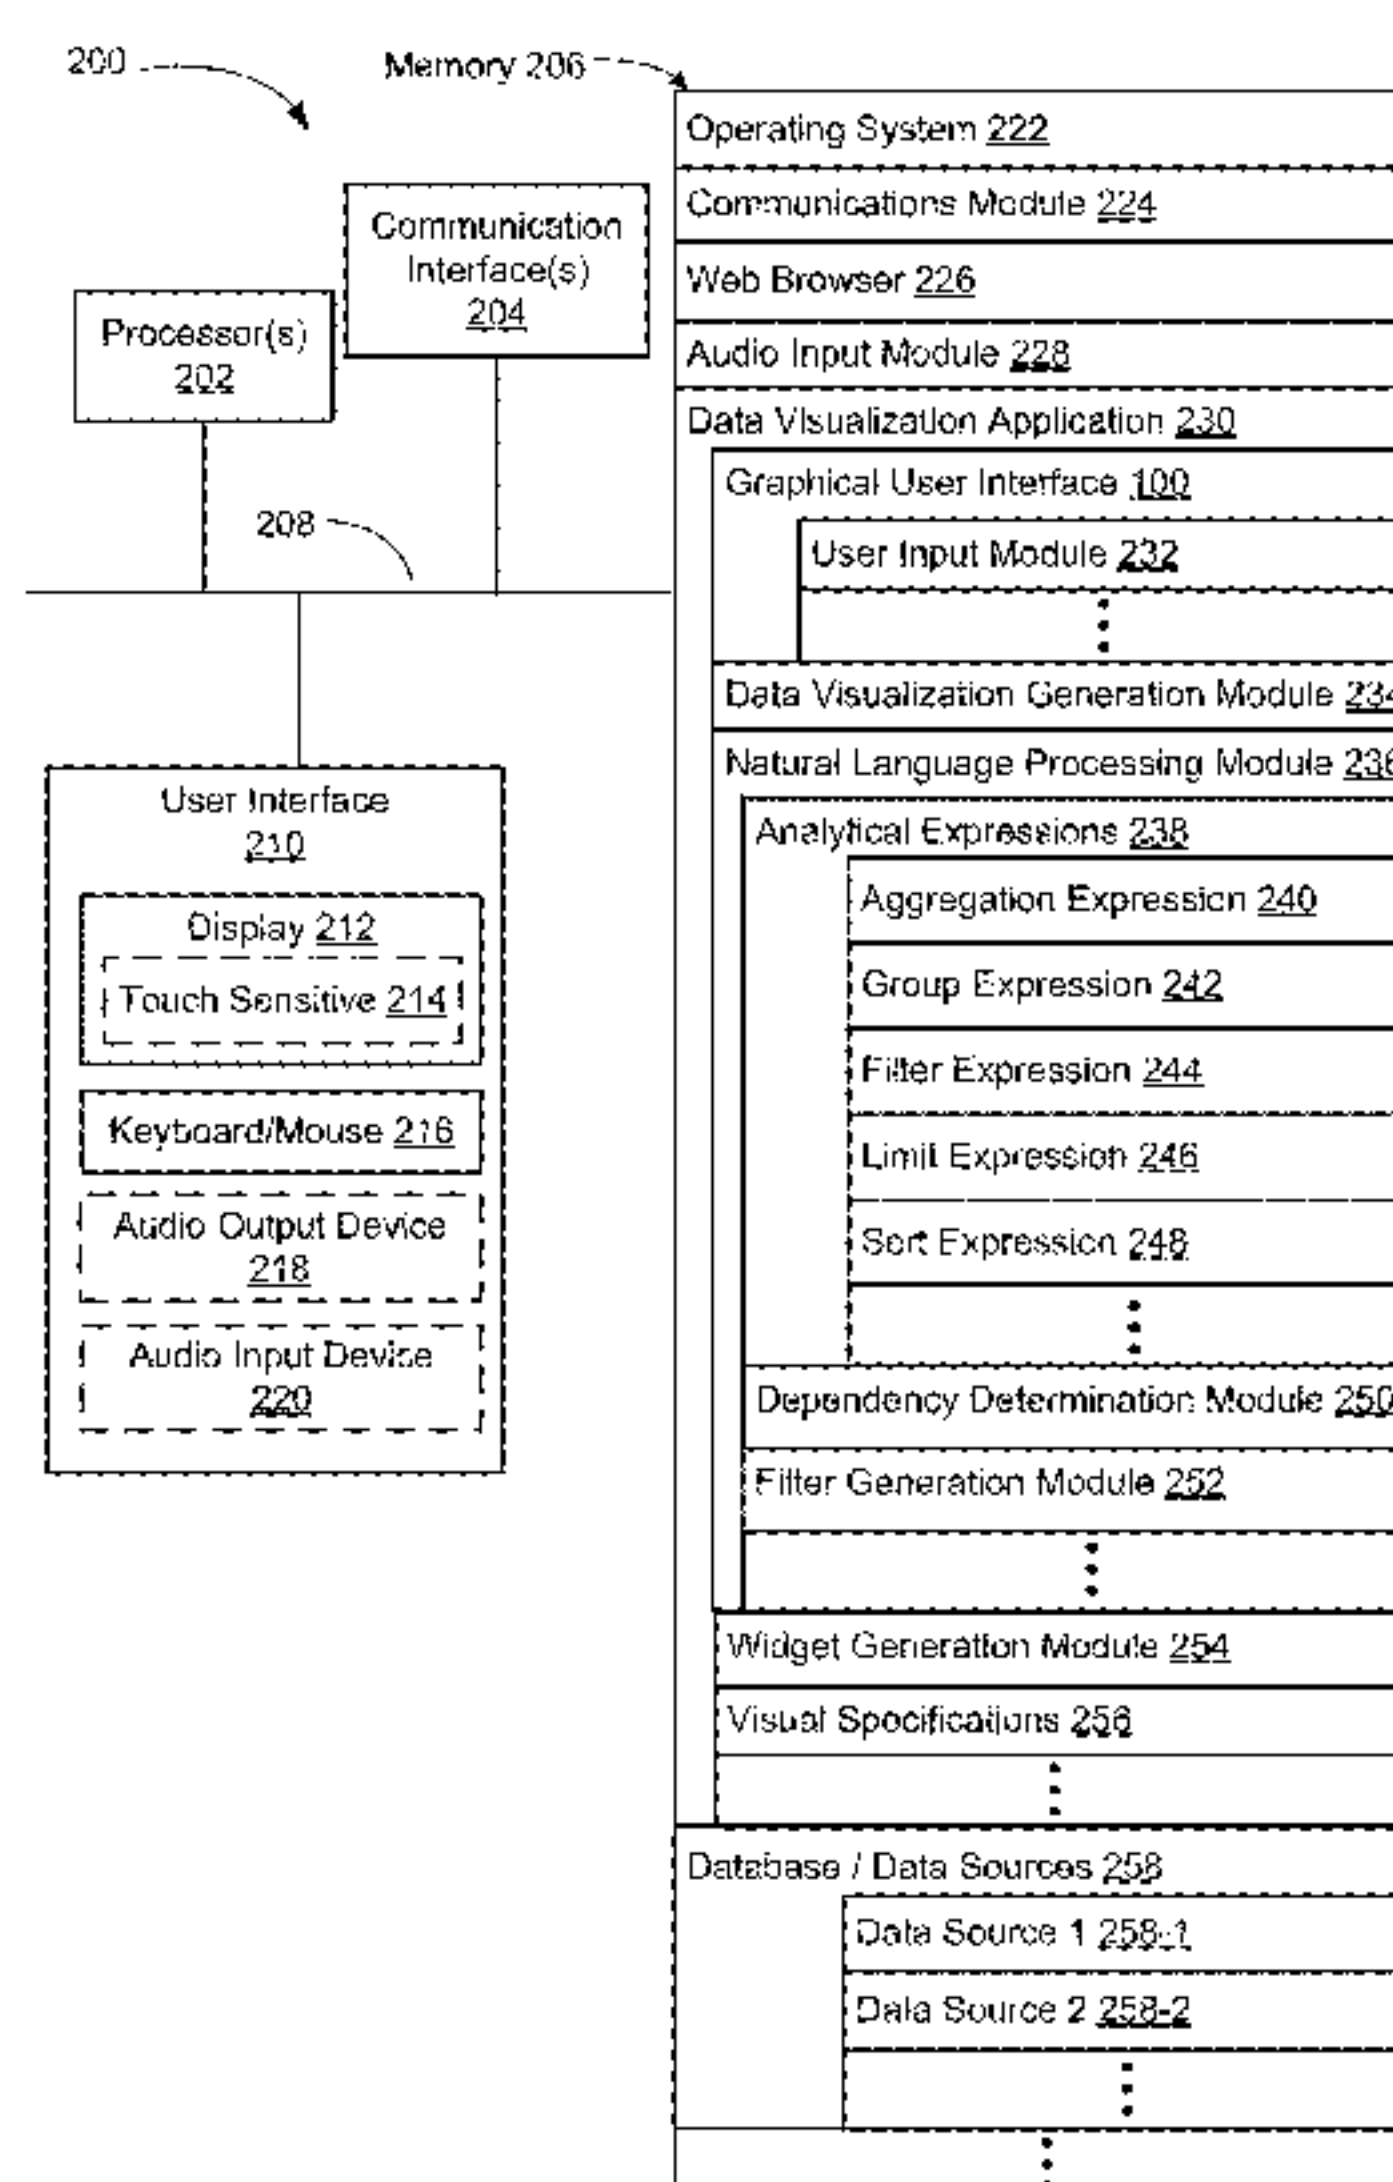 200
Memory 206
Communication
Interface(s)
204
Processor(s)
202
208
User Interface
210
Display 212
Touch Sensitive 214
Keyboard/Mouse 216
Audio Output Device
218
Audio Input Device
220
Operating System 222
Communications Module 224
Web Browser 226
Audio Input Module 228
Data Visualization Application 230
Graphical User Interface 100
User Input Module 232
Data Visualization Generation Module 234
Natural Language Processing Module 236
Analytical Expressions 238
Aggregation Expression 240
Group Expression 242
Filter Expression 244
Limit Expression 246
Sort Expression 248
Dependency Determination Module 250
Filter Generation Module 252
Widget Generation Module 254
Visual Specifications 256
Database / Data Sources 258
Data Source 1 258-1
Data Source 2 258-2